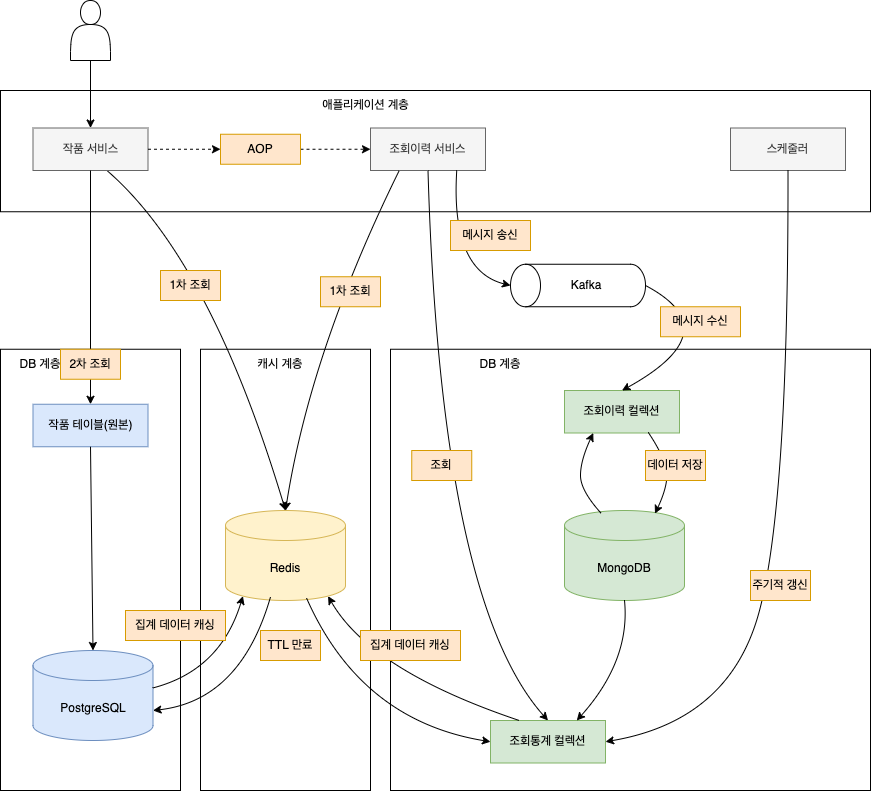 애플리케이션 계층
작품 서비스
AOP
조회이력 서비스
스케줄러
메시지 송신
1차 조회
1차 조회
Kafka
메시지 수신
DB 계층
2차 조회
캐시 계층
DB 계층
작품 테이블(원본)
조회이력 컬렉션
조회
데이터 저장
Redis
MongoDB
주기적 갱신
집계 데이터 캐싱
TTL 만료
집계 데이터 캐싱
PostgreSQL
조회통계 컬렉션